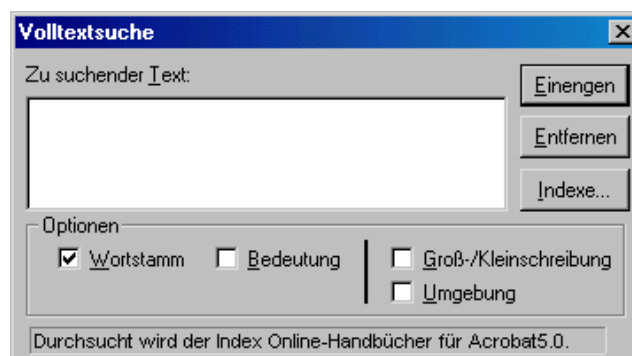 Volltextsuche
Zu suchender Text:
Einengen
Entfernen
Indexe...
Optionen
Wortstamm Bedeutung Groß-/Kleinschreibung
Umgebung
Durchsucht wird der Index Online-Handbücher für Acrobat5.0.